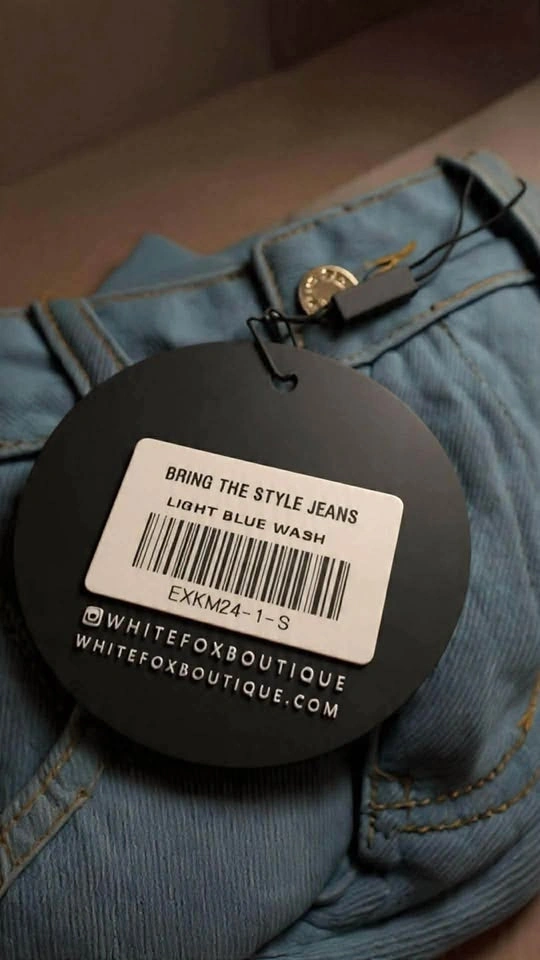 BRING THE STYLE JEANS
LIGHT BLUE WASH
EXKM24-1-S
@WHITEFOXBOUTIQUE
WHITEFOXBOUTIQUE.COM